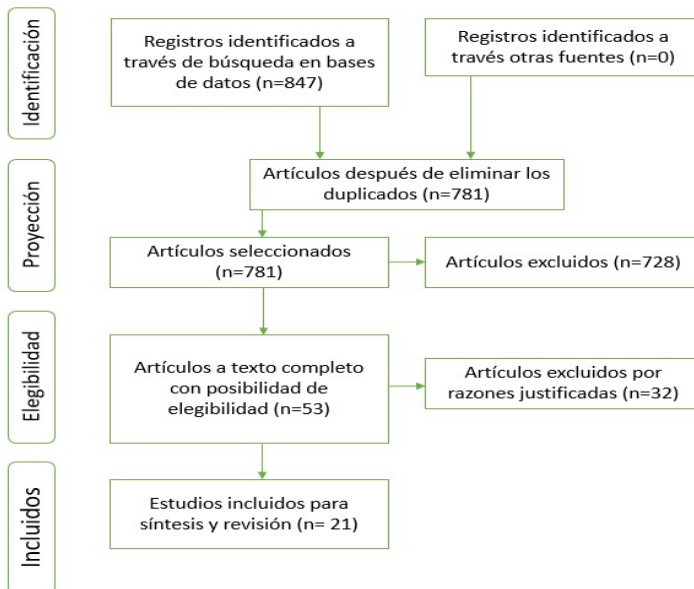 Identificación
Registros identificados a
través de búsqueda en bases
de datos (n=847)
Registros identificados a
través otras fuentes (n=0)
Proyección
Artículos después de eliminar los
duplicados (n=781)
Artículos seleccionados
(n=781)
Artículos excluidos (n=728)
Elegibilidad
Artículos a texto completo
con posibilidad de
elegibilidad (n=53)
Artículos excluidos por
razones justificadas (n=32)
Incluidos
Estudios incluidos para
síntesis y revisión (n= 21)